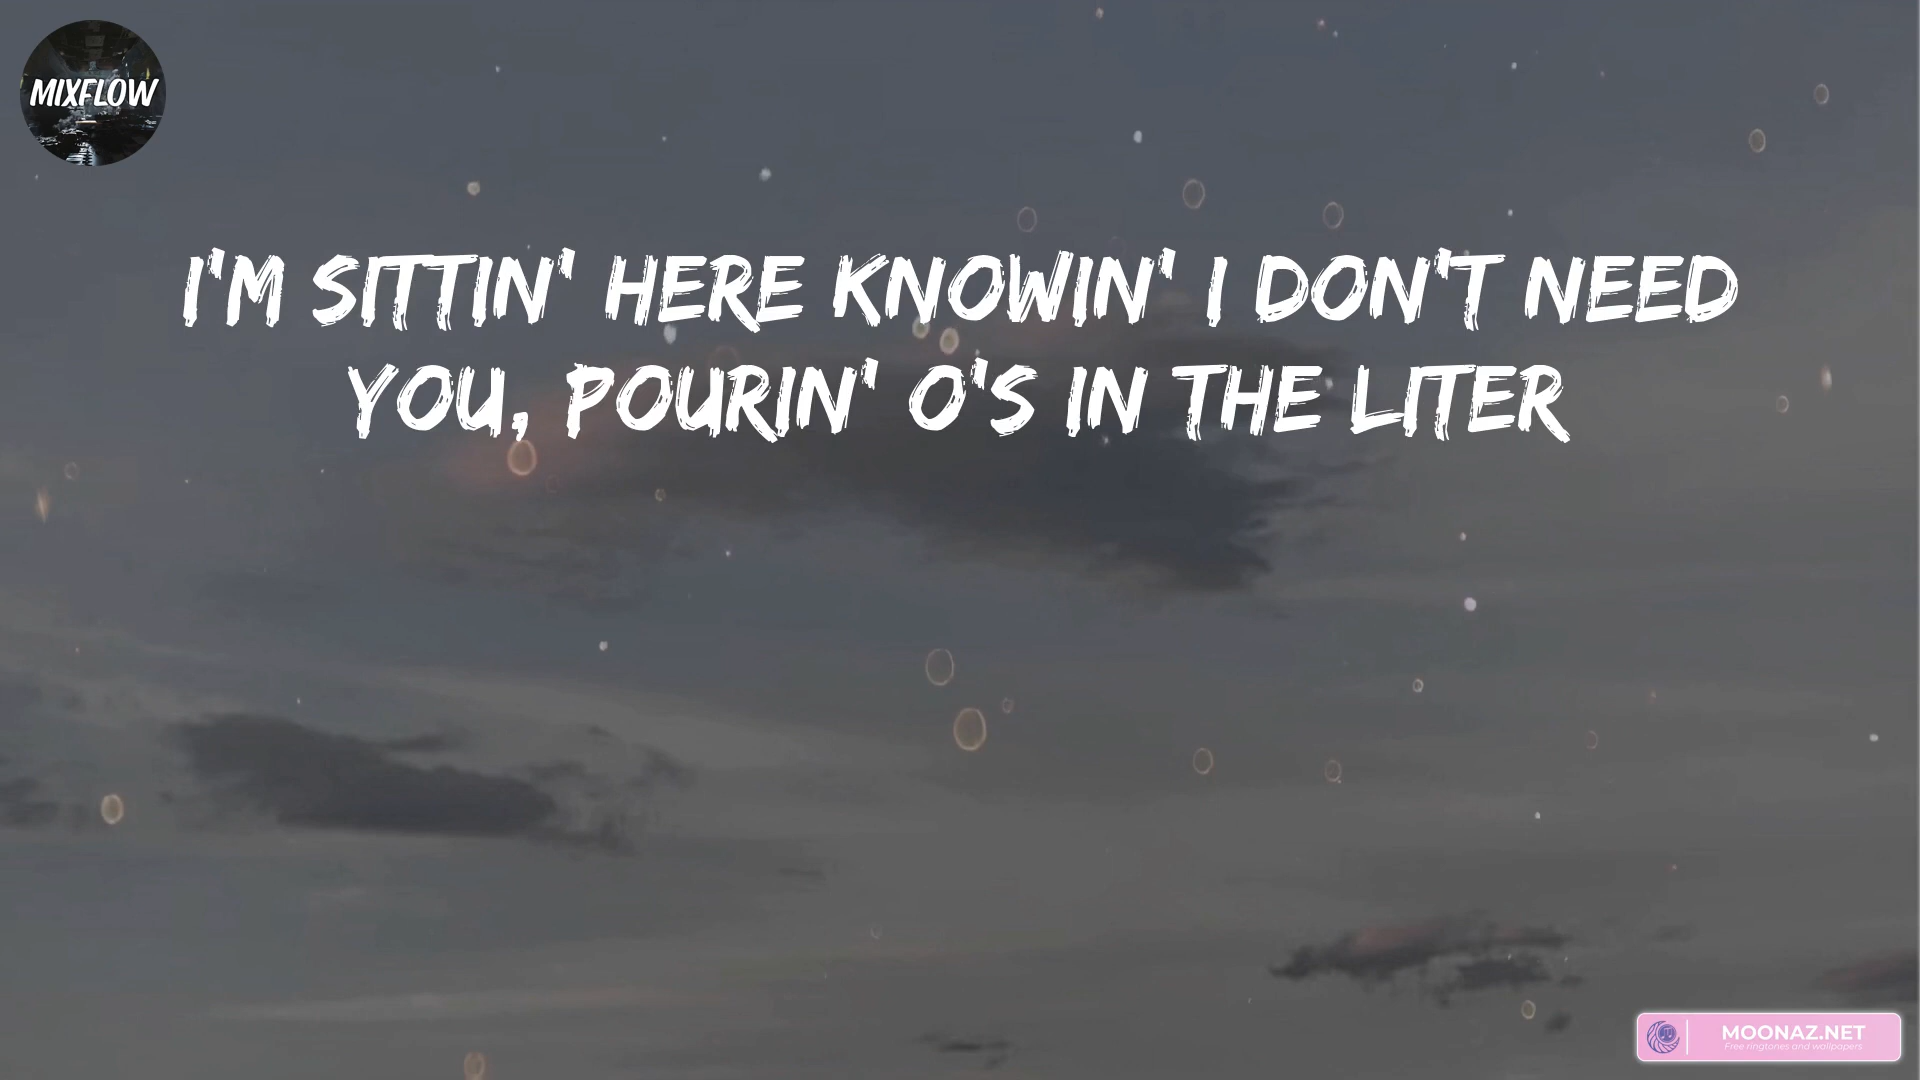 MIXFLOW
I'M SITTIN' HERE KNOWIN' I DON'T NEED
YOU, POURIN' O'S IN THE LITER
MOONAZ.NET
Free ringtones and wallpapers